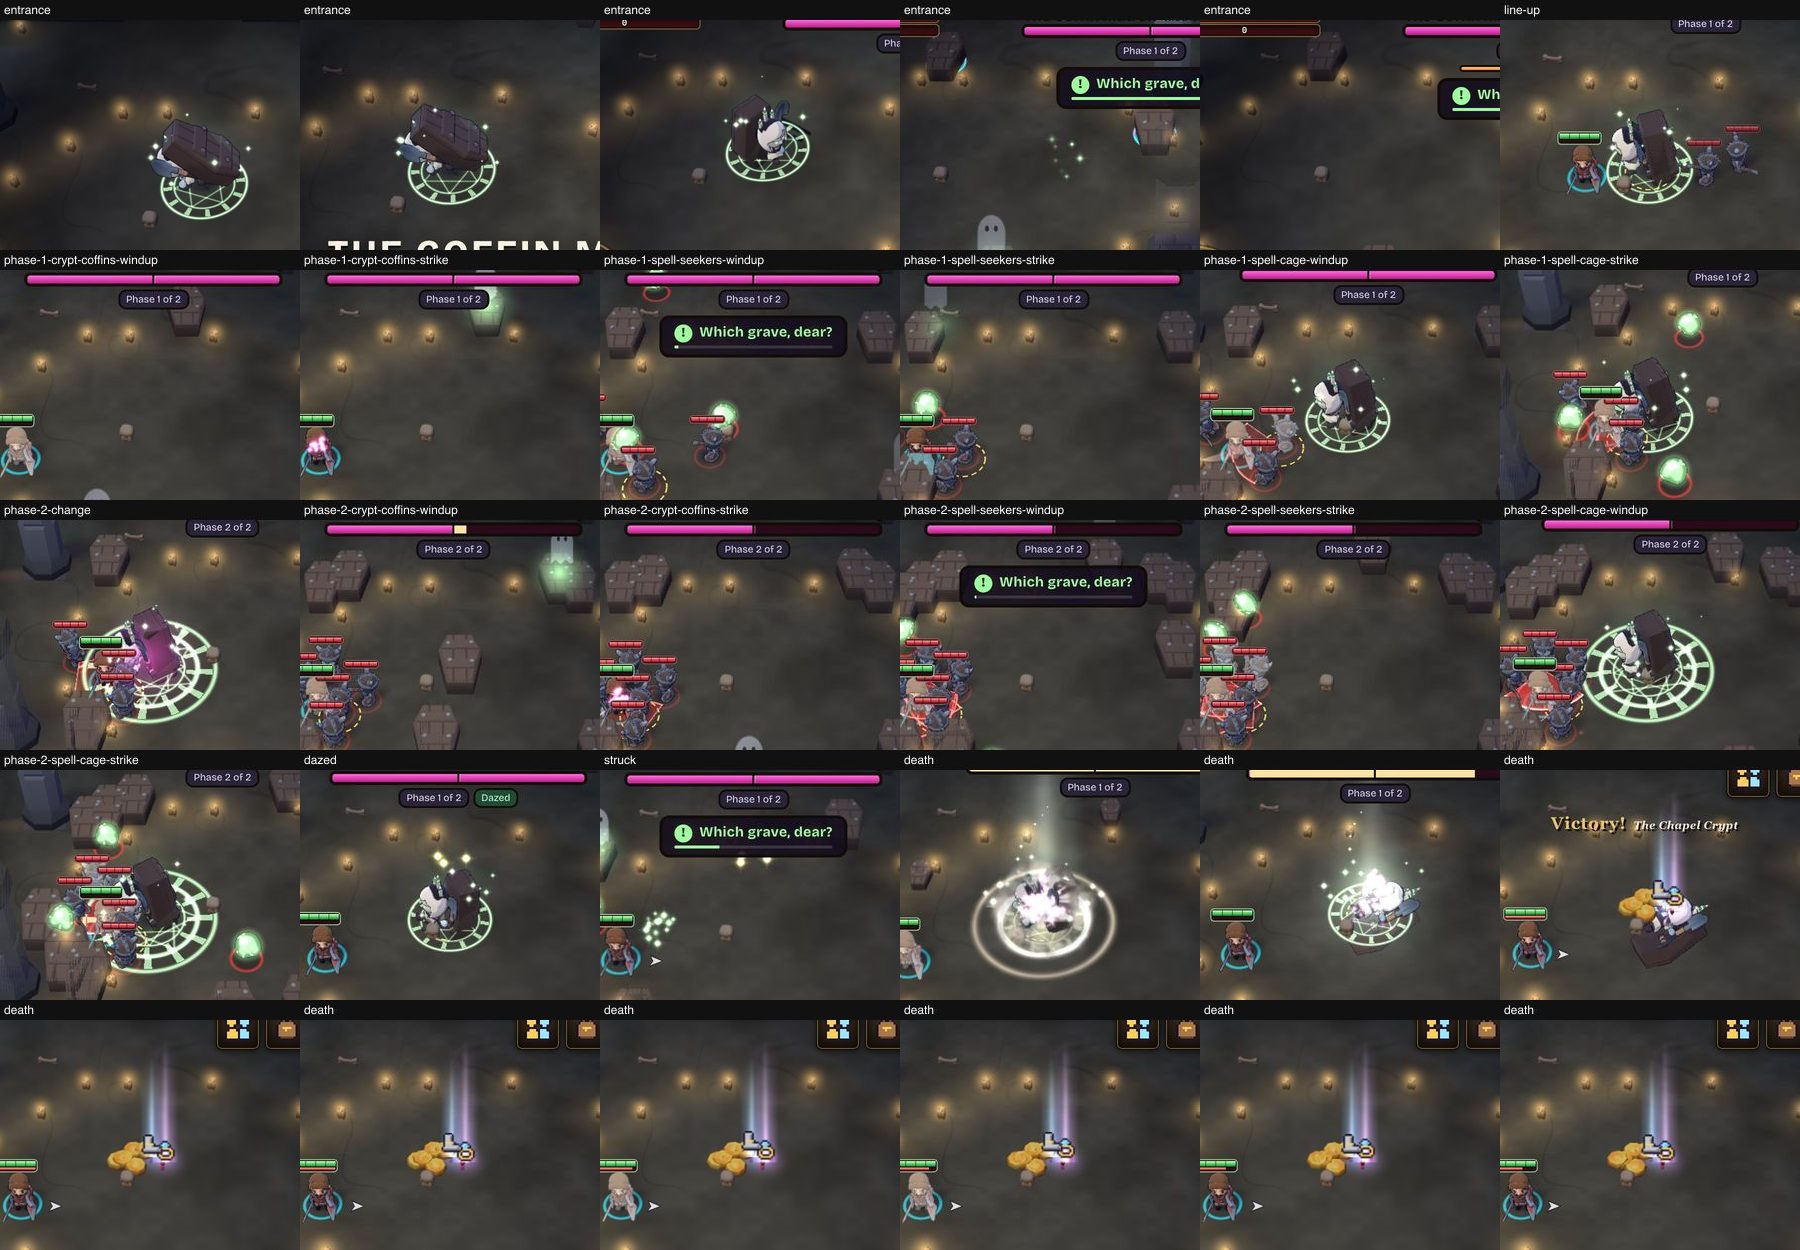 entrance
entrance
entrance
entrance
entrance
line-up
0
Pha
Phase 1 of 2
Which grave, d
0
Wh
Phase 1 of 2
THE COFFIN M
phase-1-crypt-coffins-windup
phase-1-crypt-coffins-strike
phase-1-spell-seekers-windup
phase-1-spell-seekers-strike
phase-1-spell-cage-windup
phase-1-spell-cage-strike
Phase 1 of 2
Phase 1 of 2
Phase 1 of 2
Which grave, dear?
Phase 1 of 2
Phase 1 of 2
Phase 1 of 2
phase-2-change
phase-2-crypt-coffins-windup
phase-2-crypt-coffins-strike
phase-2-spell-seekers-windup
phase-2-spell-seekers-strike
phase-2-spell-cage-windup
Phase 2 of 2
Phase 2 of 2
Phase 2 of 2
Phase 2 of 2
Which grave, dear?
Phase 2 of 2
Phase 2 of 2
phase-2-spell-cage-strike
dazed
struck
death
death
death
Phase 2 of 2
Phase 1 of 2
Dazed
Phase 1 of 2
Which grave, dear?
Phase 1 of 2
Phase 1 of 2
Victory! The Chapel Crypt
death
death
death
death
death
death